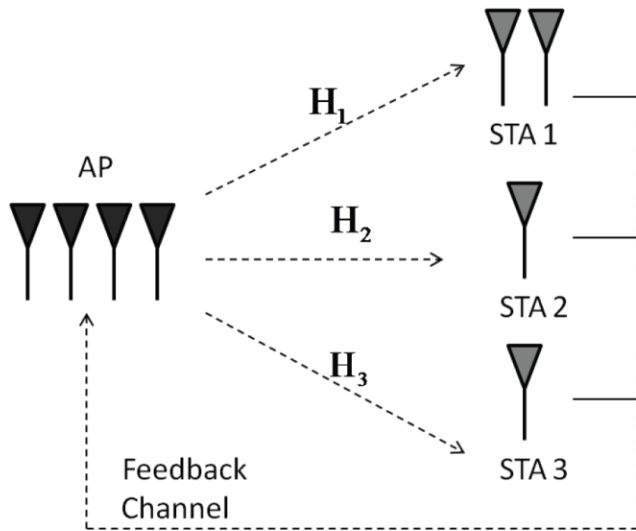 H₁
STA 1
AP
H₂
STA 2
H₃
STA 3
Feedback
Channel